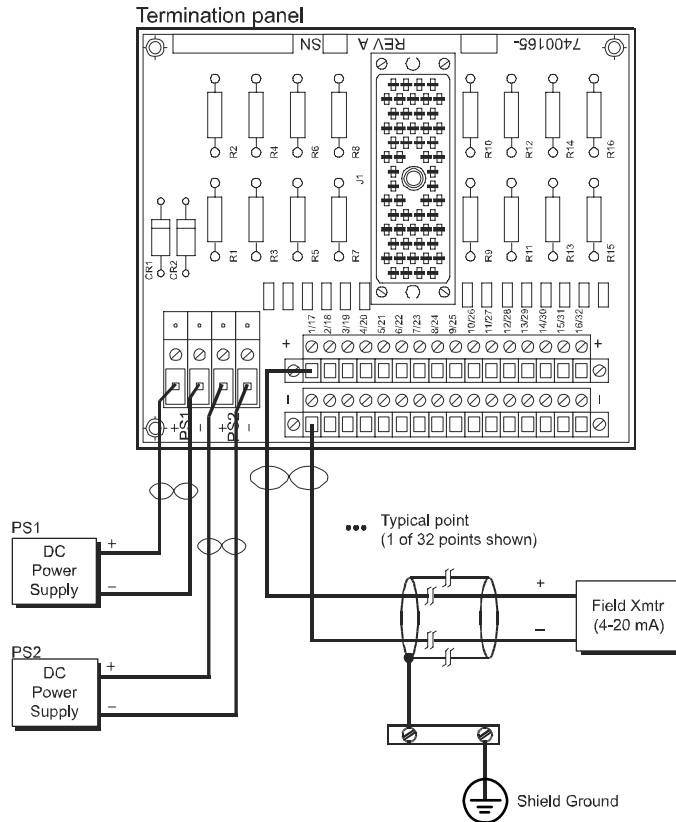 Termination panel
SN
REV A
7400165-
R2
R4
R6
R8
R10
R12
R14
R16
J1
CR1
CR2
R1
R3
R5
R7
R9
R11
R13
R15
1/17
2/18
3/19
4/20
5/21
6/22
7/23
8/24
9/25
10/26
11/27
12/28
13/29
14/30
15/31
16/32
+
+
–
–
+
PS1
–
+
PS2
–
PS1
DC
Power
Supply
+
–
••• Typical point
(1 of 32 points shown)
+
–
Field Xmtr
(4-20 mA)
PS2
DC
Power
Supply
+
–
Shield Ground